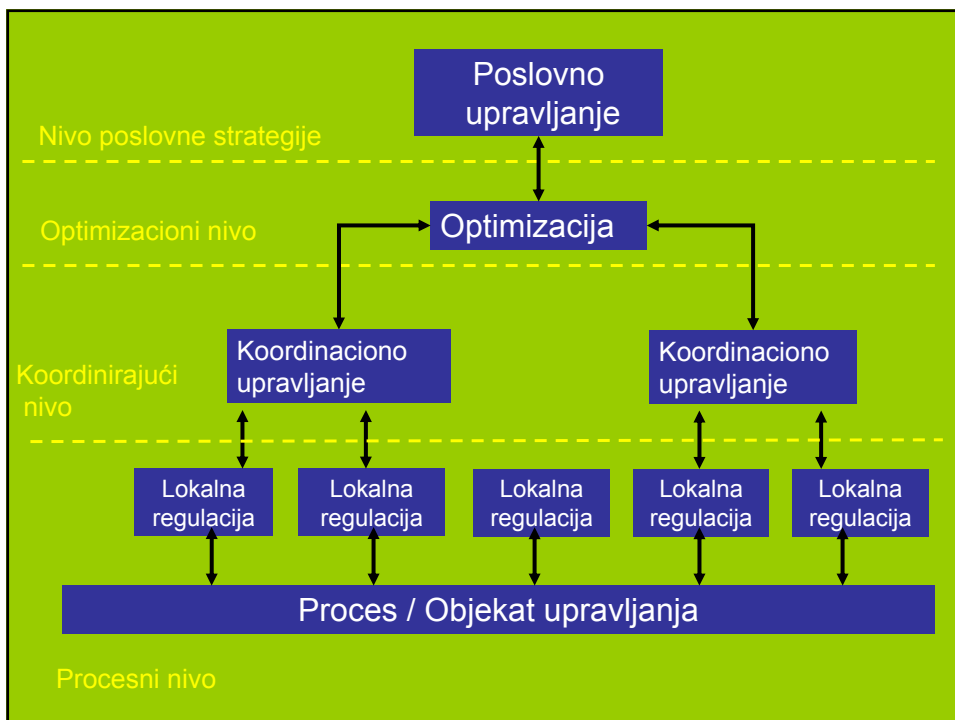 Poslovno
upravljanje
Nivo poslovne strategije
Optimizacija
Optimizacioni nivo
Koordinaciono
upravljanje
Koordinaciono
upravljanje
Koordinirajući
nivo
Lokalna
regulacija
Lokalna
regulacija
Lokalna
regulacija
Lokalna
regulacija
Lokalna
regulacija
Proces / Objekat upravljanja
Procesni nivo